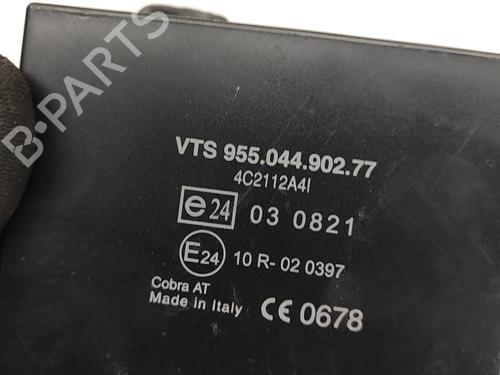 B-PARTS
VTS 955.044.902.77
4C2112A4I
e24 03 0821
E24 10 R- 02 0397
Cobra AT
Made in Italy CE 0678